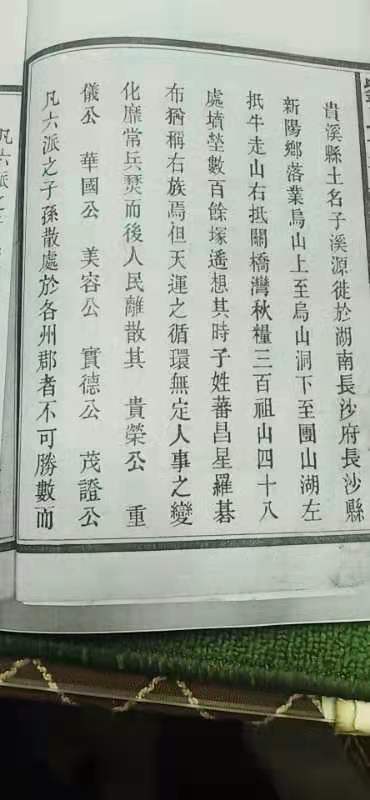 貴溪縣土名子溪源徙於湖南長沙府長沙縣
新陽鄉落業烏山上至烏山洞下至團山湖左
抵牛走山右抵關橋灣秋糧三百祖山四十八
處墳塋數百餘塚遙想其時子姓蕃昌星羅碁
布猶稱右族焉但天運之循環無定人事之變
化靡常兵燹而後人民離散其 貴榮公 重
儀公 華國公 美容公 實德公 茂證公
凡六派之子孫散處於各州郡者不可勝數而
凡六派之